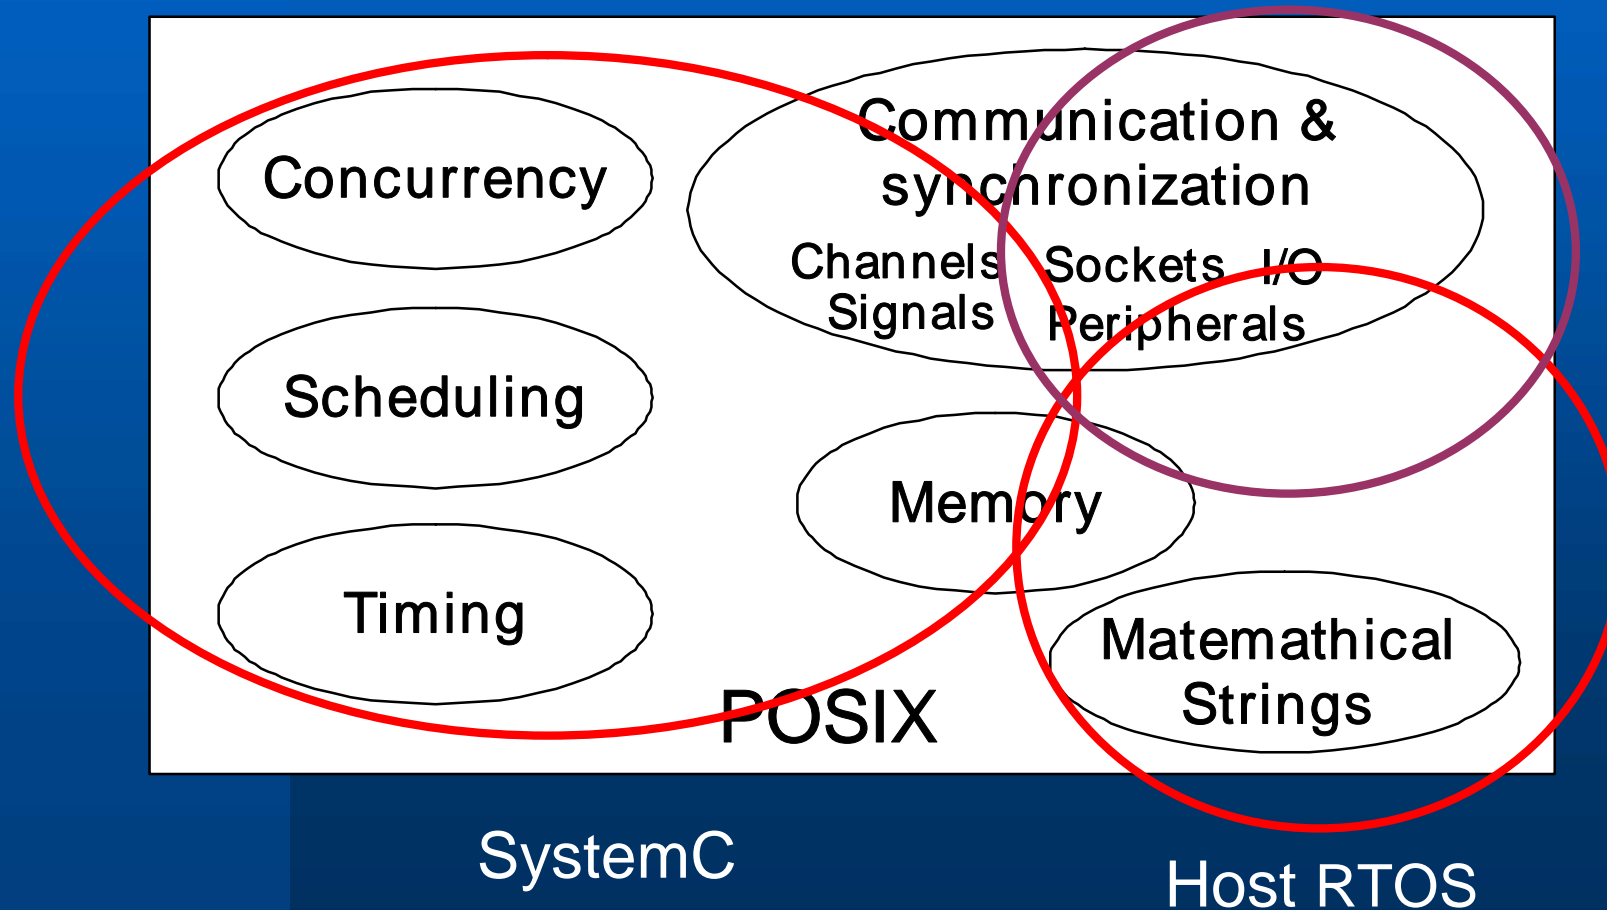 Concurrency
Communication &
synchronization
Channels Sockets I/O
Signals Peripherals
Scheduling
Memory
Timing
Matemathical
Strings
POSIX
SystemC
Host RTOS